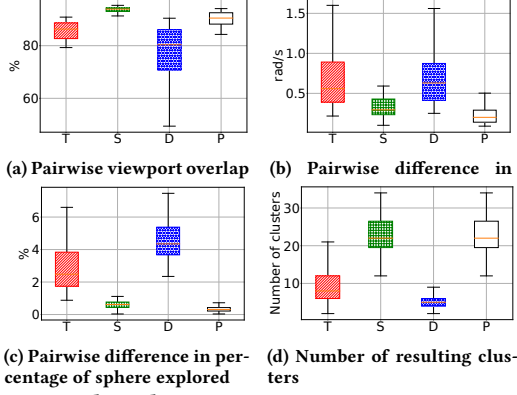 %
80
60
T S D P
rad/s
1.5
1.0
0.5
T S D P
(a) Pairwise viewport overlap
(b) Pairwise difference in
%
6
4
2
0
T S D P
Number of clusters
30
20
10
T S D P
(c) Pairwise difference in per-
centage of sphere explored
(d) Number of resulting clus-
ters